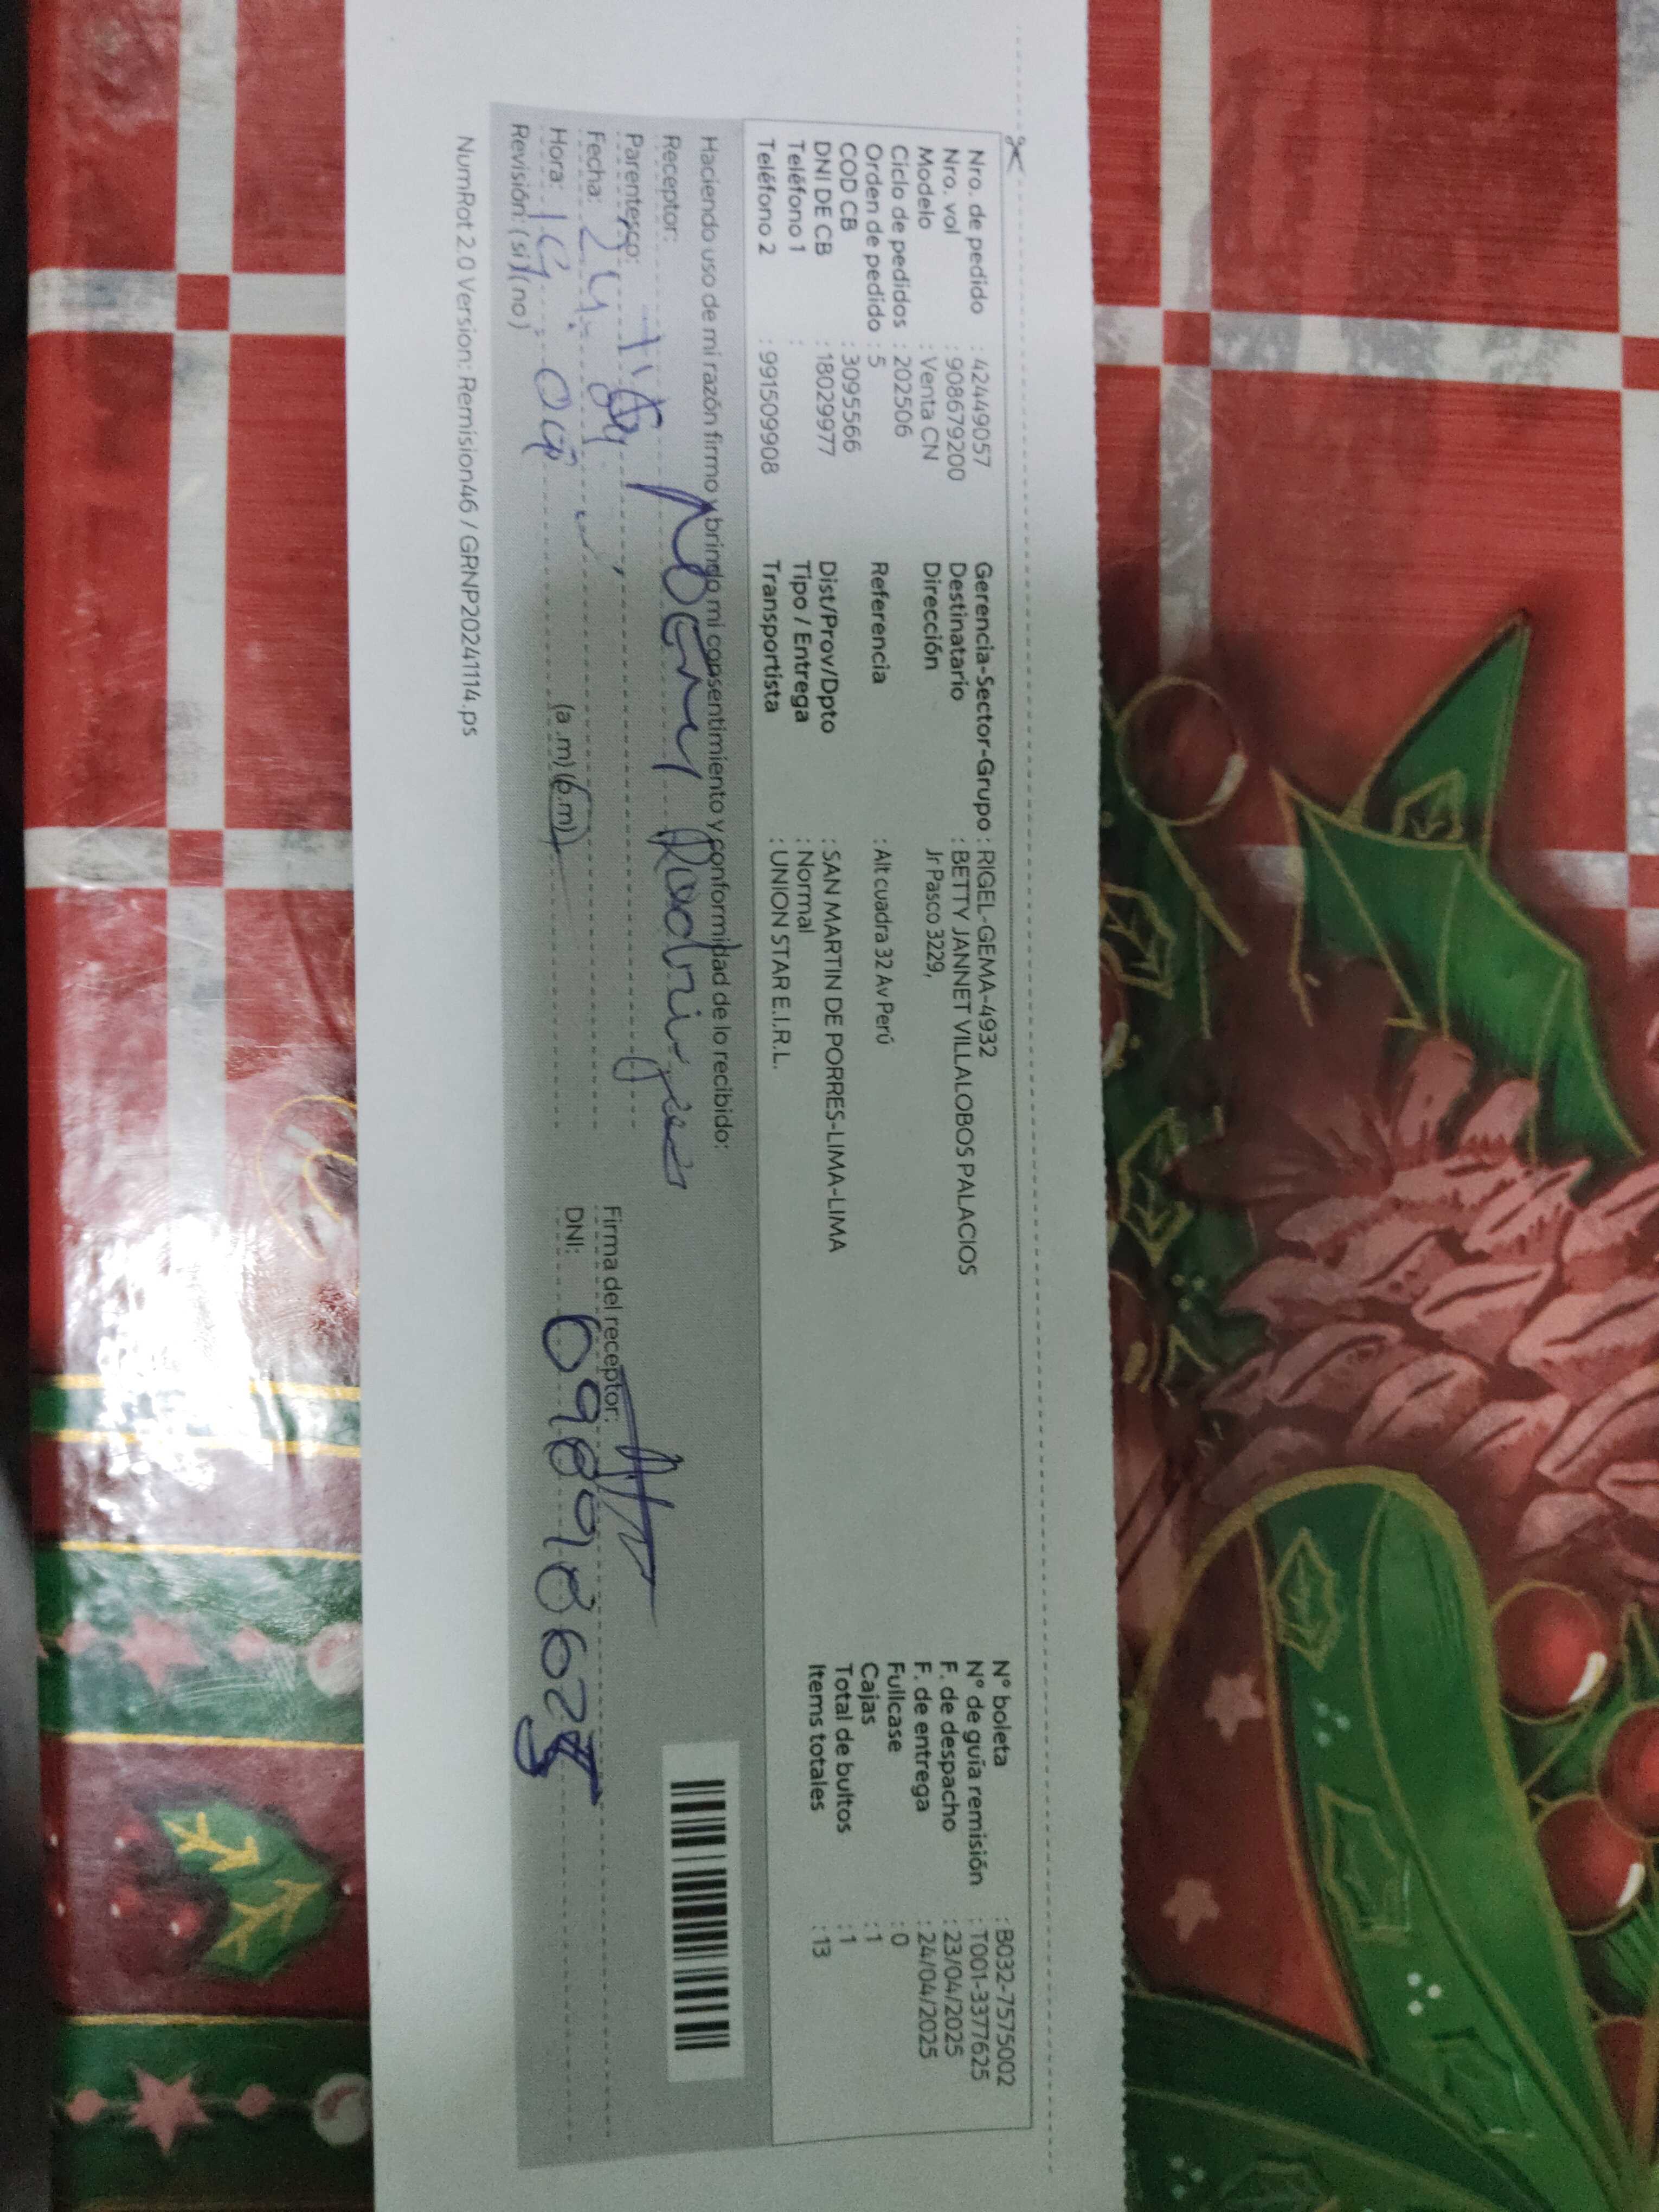 Nro. de pedido : 42449057
Nro. vol : 908679200
Modelo : Venta CN
Ciclo de pedidos : 202506
Orden de pedido : 5
COD CB : 3095566
DNI DE CB : 18029977
Teléfono 1 :
Teléfono 2 : 991509908
Gerencia-Sector-Grupo : RIGEL-GEMA-4932
Destinatario : BETTY JANNET VILLALOBOS PALACIOS
Dirección Jr Pasco 3229,
Referencia : Alt cuadra 32 Av Perú
Dist/Prov/Dpto : SAN MARTIN DE PORRES-LIMA-LIMA
Tipo / Entrega : Normal
Transportista : UNION STAR E.I.R.L.
N° boleta : B032-7575002
N° de guía remisión : T001-3377625
F. de despacho : 23/04/2025
F. de entrega : 24/04/2025
Fullcase : 0
Cajas : 1
Total de bultos : 1
Items totales : 13
Haciendo uso de mi razón firmo y brindo mi consentimiento y conformidad de lo recibido:
Receptor: Rodriguez
Parentesco:
Fecha: 24
Hora: (a.m) (p.m)
Revisión: (si) (no)
Firma del receptor:
DNI:
NumRot 2.0 Version: Remision46 / GRNP20241114.ps